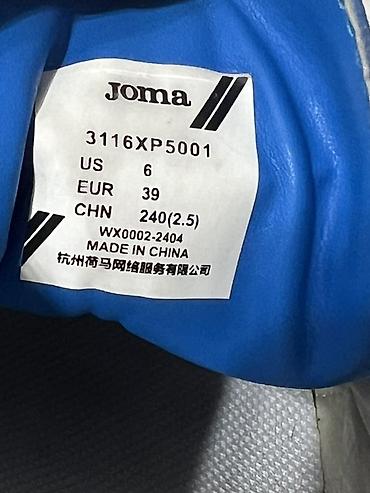 Joma
3116XP5001
US 6
EUR 39
CHN 240(2.5)
WX0002-2404
MADE IN CHINA
杭州荷马网络服务有限公司